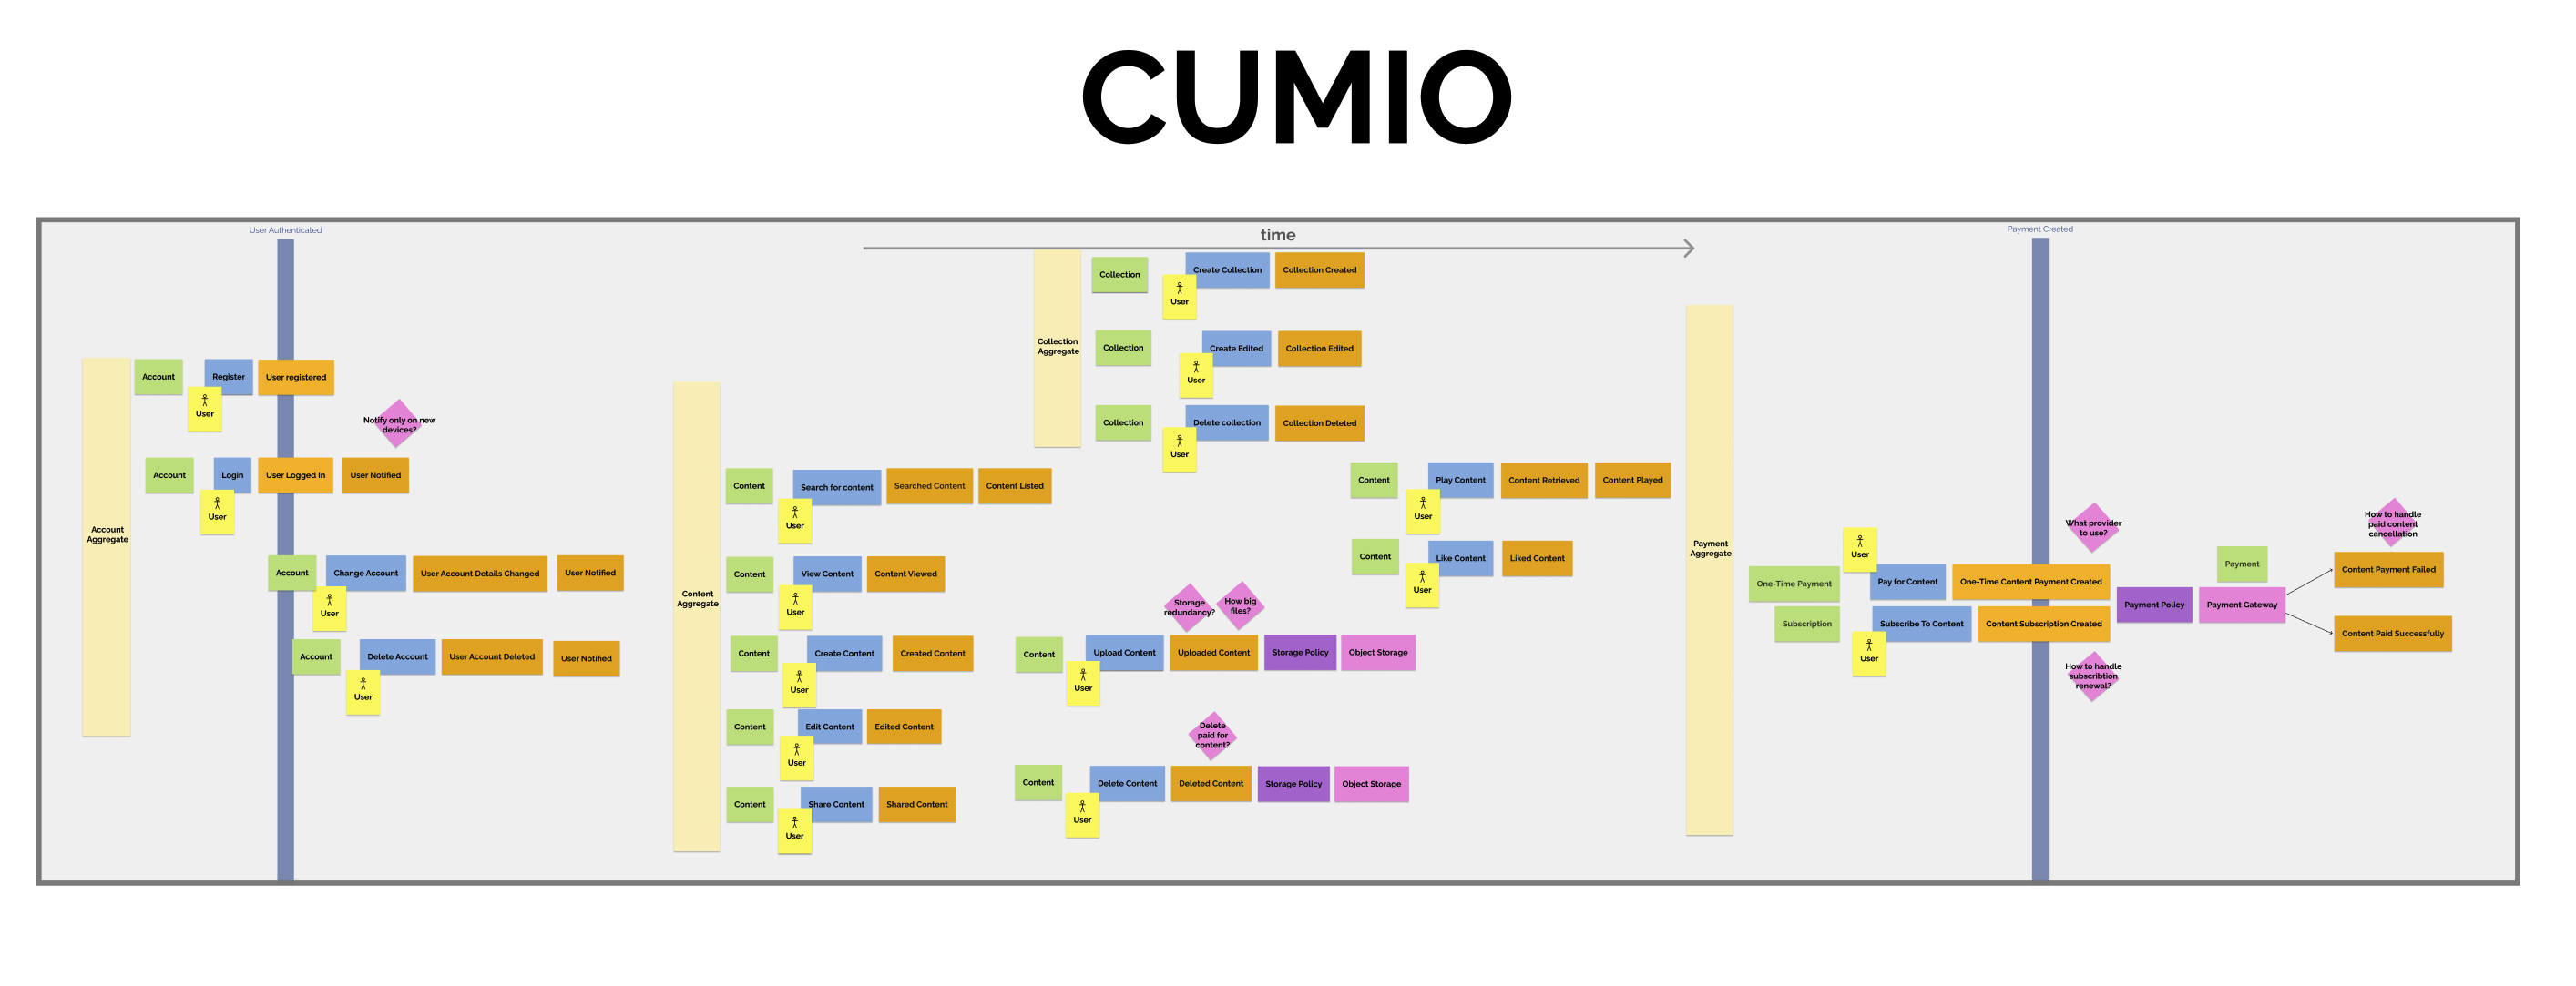 CUMIO
User Authenticated
time
Payment Created
Account
Aggregate
Account
Register
User registered
User
Notify only on new
devices?
Account
Login
User Logged In
User Notified
User
Account
Change Account
User Account Details Changed
User Notified
User
Account
Delete Account
User Account Deleted
User Notified
User
Collection
Aggregate
Collection
Create Collection
Collection Created
User
Collection
Create Edited
Collection Edited
User
Collection
Delete collection
Collection Deleted
User
Content
Aggregate
Content
Search for content
Searched Content
Content Listed
User
Content
View Content
Content Viewed
User
Content
Create Content
Created Content
User
Content
Edit Content
Edited Content
User
Content
Share Content
Shared Content
User
Content
Play Content
Content Retrieved
Content Played
User
Content
Like Content
Liked Content
User
Storage
redundancy?
How big
files?
Content
Upload Content
Uploaded Content
Storage Policy
Object Storage
User
Delete
paid for
content?
Content
Delete Content
Deleted Content
Storage Policy
Object Storage
User
Payment
Aggregate
User
One-Time Payment
Pay for Content
One-Time Content Payment Created
Subscription
Subscribe To Content
Content Subscription Created
User
What provider
to use?
How to handle
subscribtion
renewal?
Payment Policy
Payment
Payment Gateway
How to handle
paid content
cancellation
Content Payment Failed
Content Paid Successfully